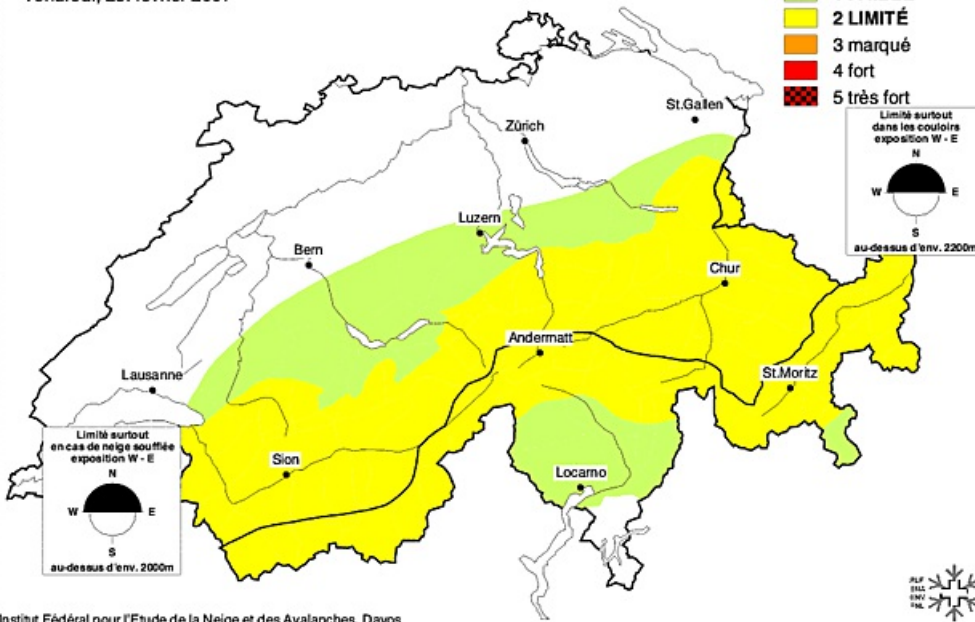 2 LIMITÉ
3 marqué
4 fort
5 très fort
St.Gallen
Zürich
Limité surtout
dans les couloirs
exposition W - E
N
W E
S
au-dessus d'env. 2200m
Luzern
Bern
Chur
Andermatt
St.Moritz
Lausanne
Limité surtout
en cas de neige soufflée
exposition W - E
N
W E
S
au-dessus d'env. 2000m
Sion
Locarno
Institut Fédéral pour l'Etude de la Neige et des Avalanches, Davos
SLF
ENA